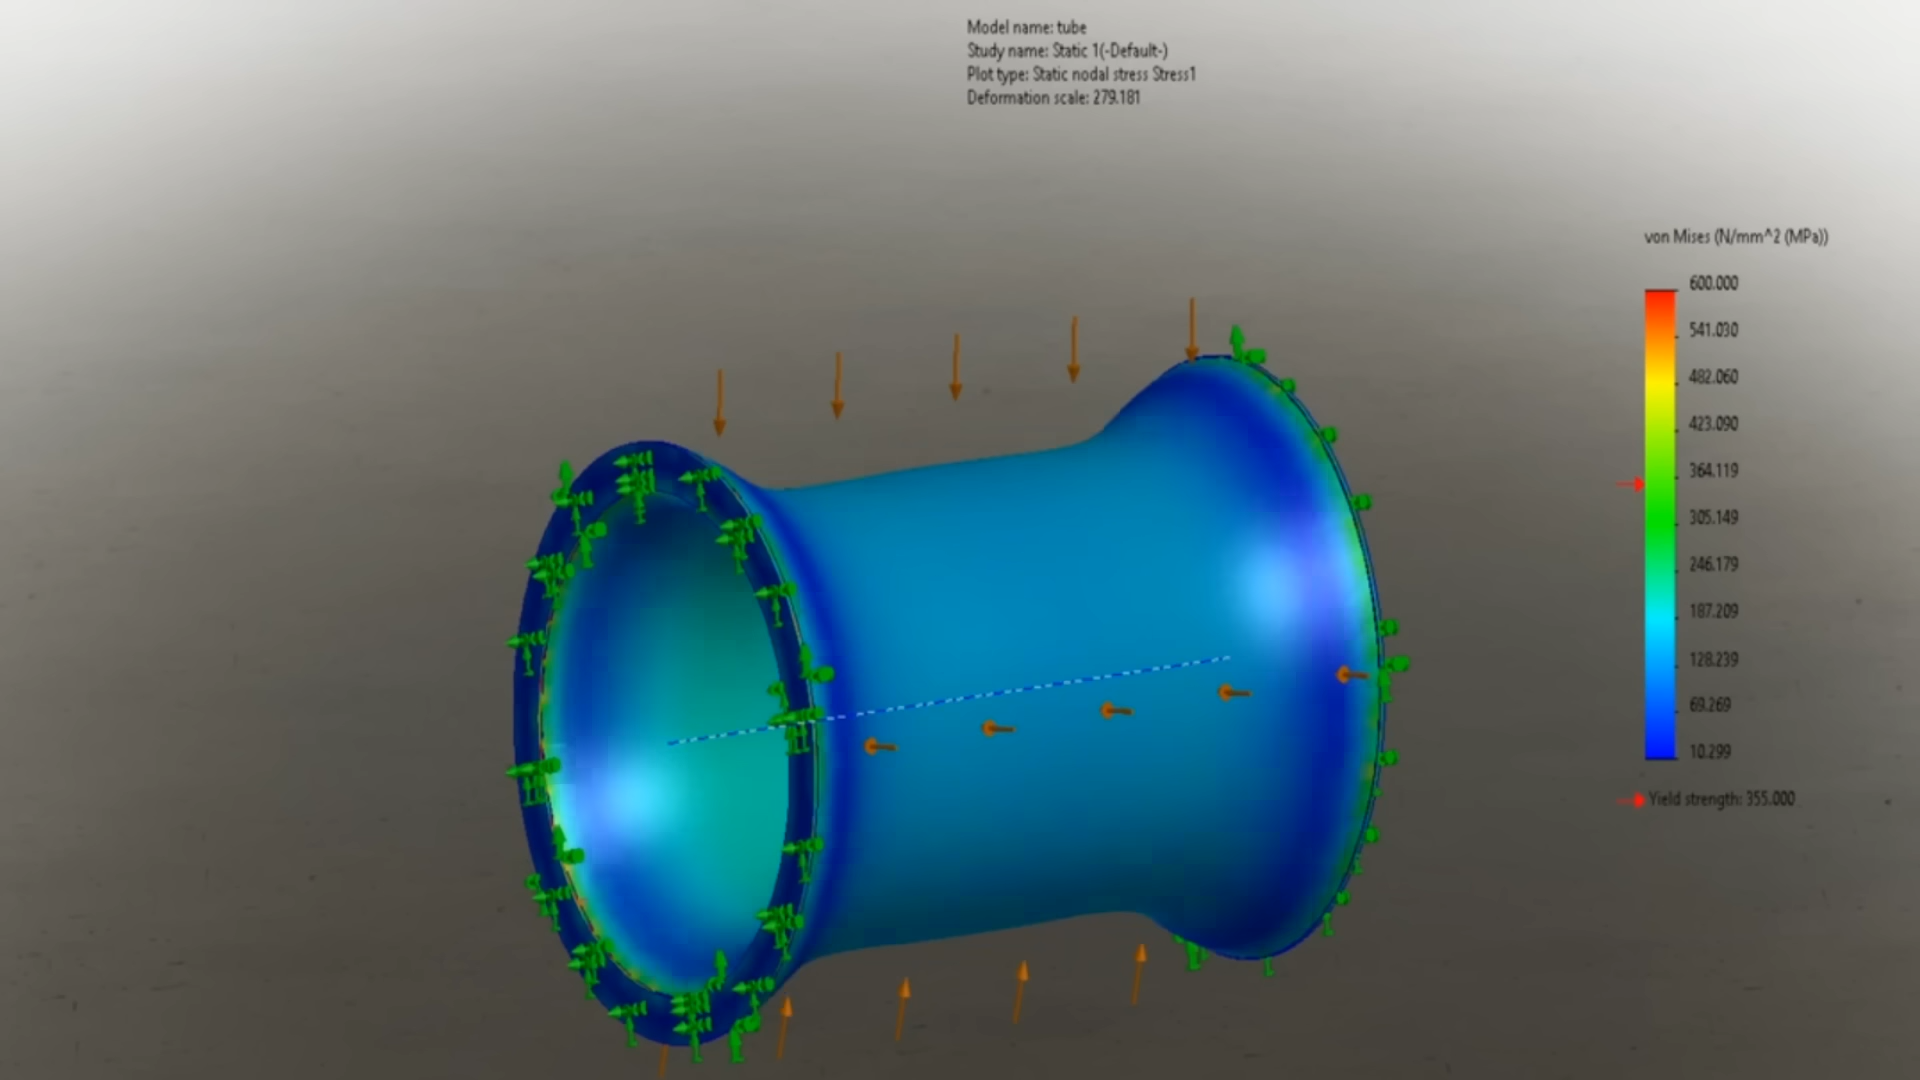 Model name: tube
Study name: Static 1(-Default-)
Plot type: Static nodal stress Stress1
Deformation scale: 279.181
von Mises (N/mm^2 (MPa))
600.000
541.030
482.060
423.090
364.119
305.149
246.179
187.209
128.239
69.269
10.299
Yield strength: 355.000